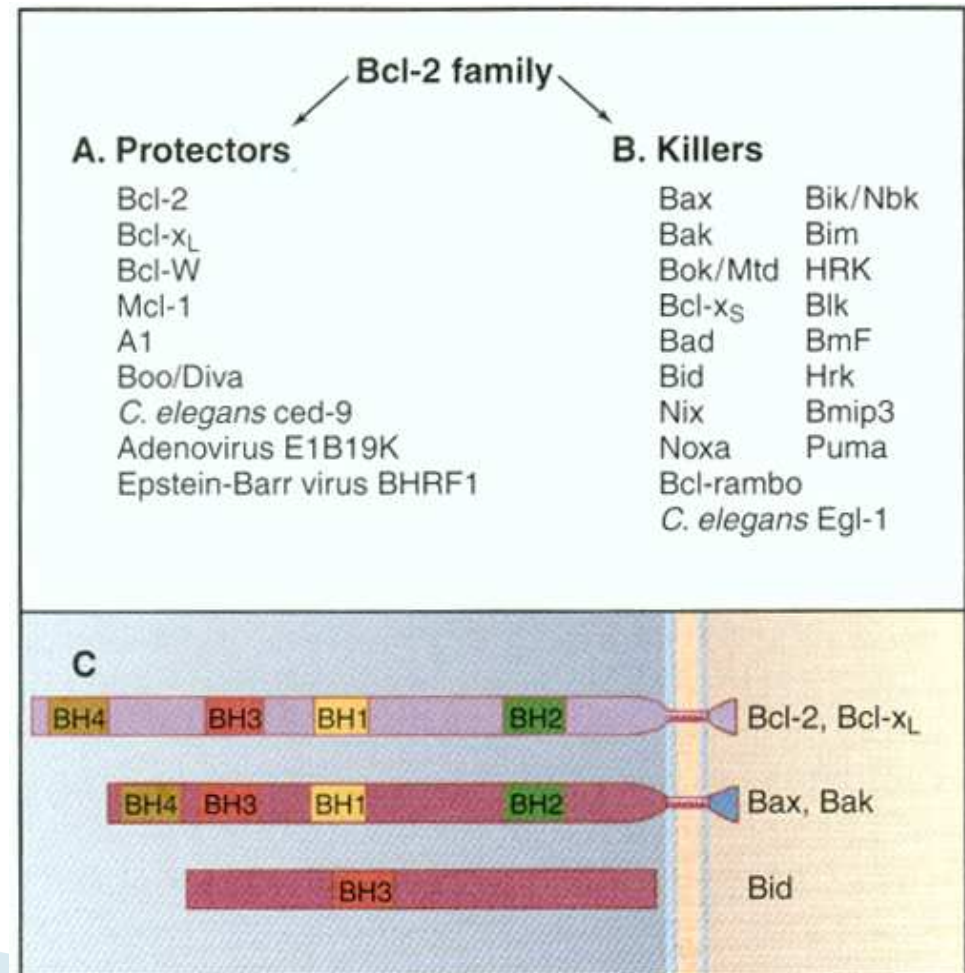 Bcl-2 family
A. Protectors
Bcl-2
Bcl-xL
Bcl-W
Mcl-1
A1
Boo/Diva
C. elegans ced-9
Adenovirus E1B19K
Epstein-Barr virus BHRF1
B. Killers
Bax
Bak
Bok/Mtd
Bcl-xS
Bad
Bid
Nix
Noxa
Bcl-rambo
C. elegans Egl-1
Bik/Nbk
Bim
HRK
Blk
BmF
Hrk
Bmip3
Puma
C
BH4 BH3 BH1 BH2 Bcl-2, Bcl-xL
BH4 BH3 BH1 BH2 Bax, Bak
BH3 Bid